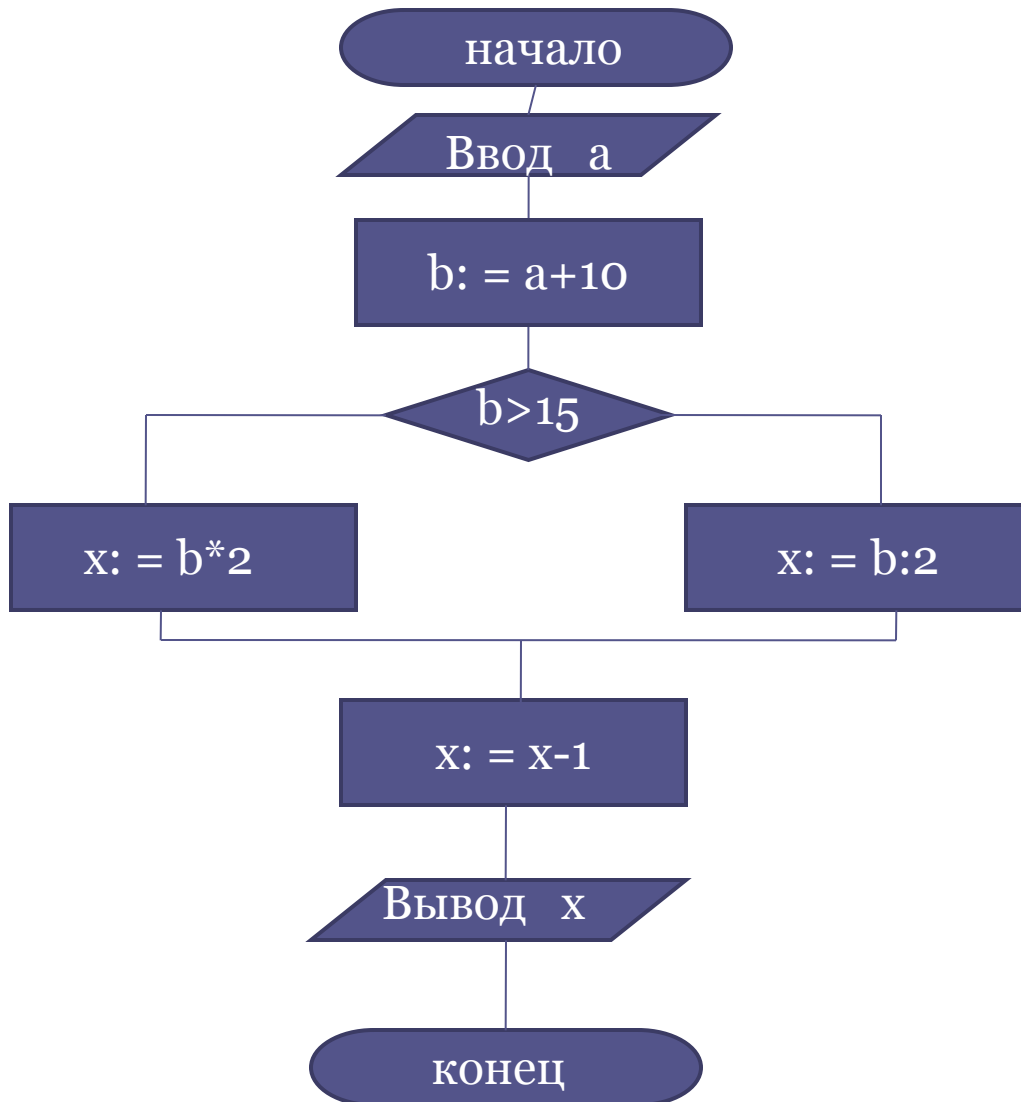 начало
Ввод a
b: = a+10
b>15
x: = b*2
x: = b:2
x: = x-1
Вывод x
конец